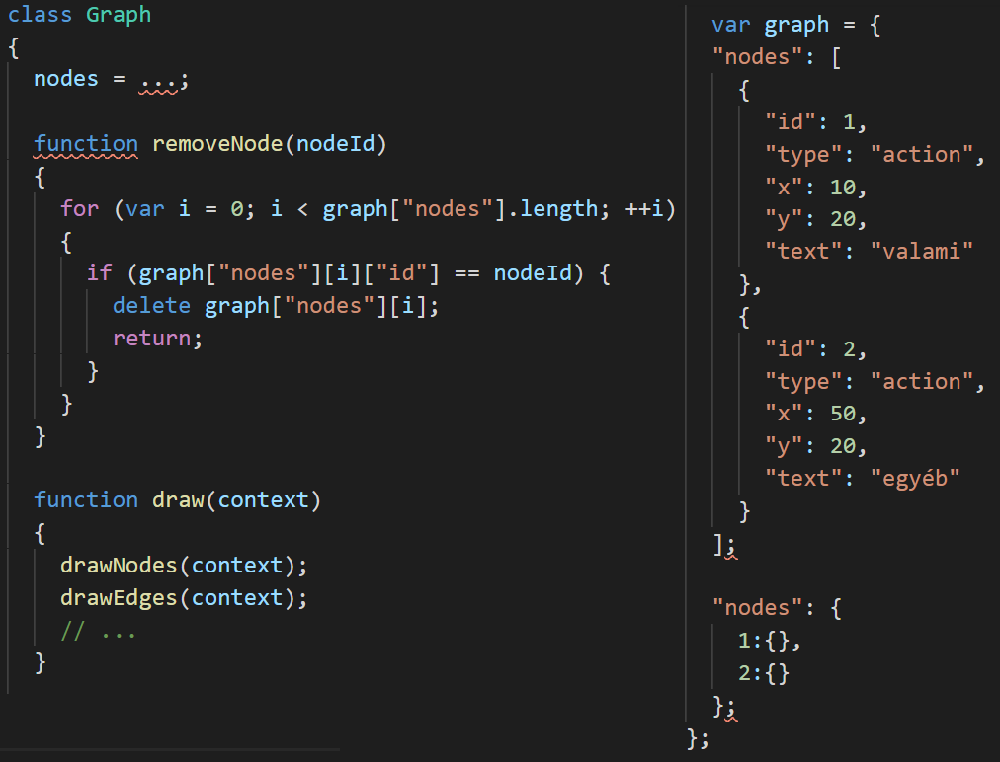 class Graph
{
nodes = ...;
function removeNode(nodeId)
{
for (var i = 0; i < graph["nodes"].length; ++i)
{
if (graph["nodes"][i]["id"] == nodeId) {
delete graph["nodes"][i];
return;
}
}
}
function draw(context)
{
drawNodes(context);
drawEdges(context);
// ...
}
var graph = {
"nodes": [
{
"id": 1,
"type": "action",
"x": 10,
"y": 20,
"text": "valami"
},
{
"id": 2,
"type": "action",
"x": 50,
"y": 20,
"text": "egyéb"
}
];
"nodes": {
1:{},
2:{}
};
};